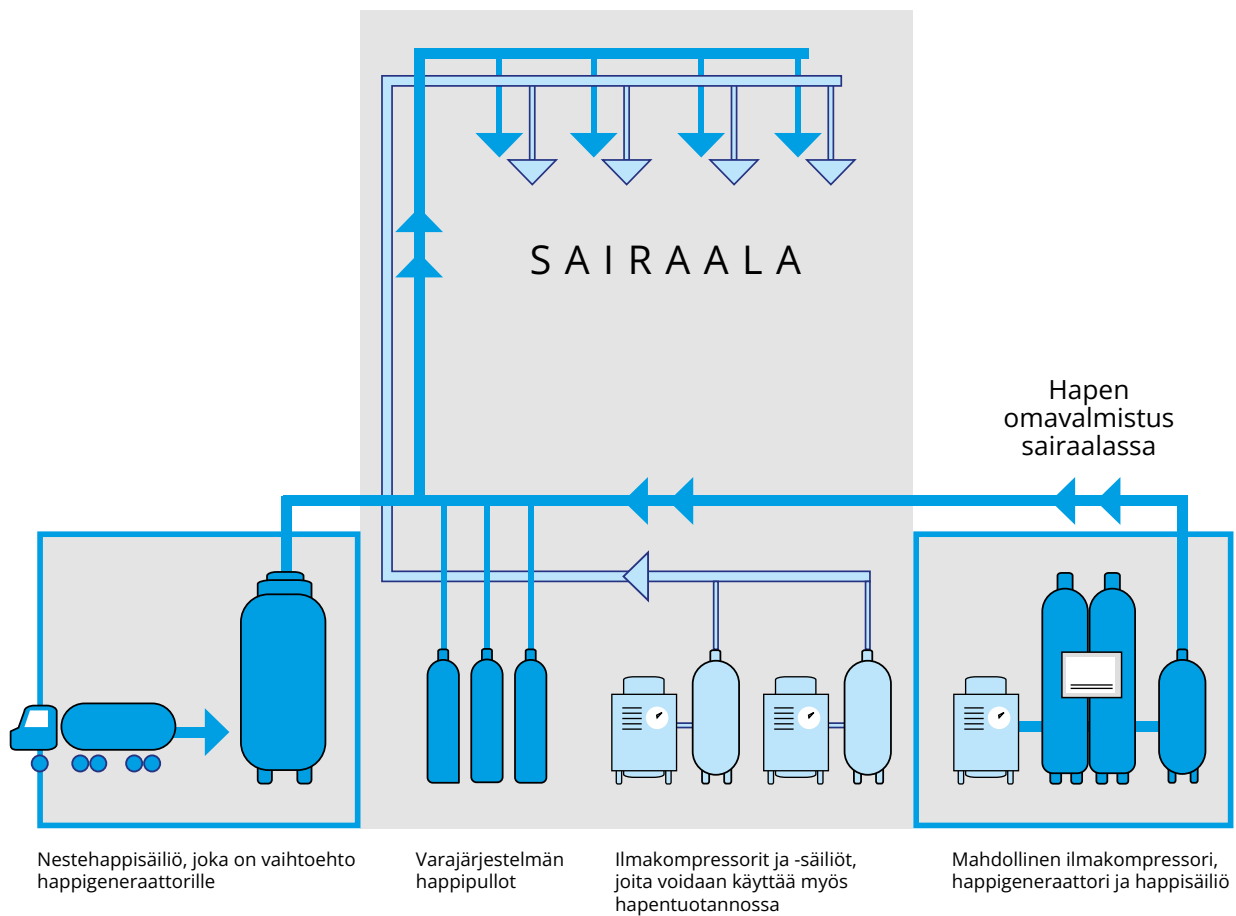 SAIRAALA
Hapen
omavalmistus
sairaalassa
Nestehappisäiliö, joka on vaihtoehto
happigeneraattorille
Varajärjestelmän
happipullot
Ilmakompressorit ja -säiliöt,
joita voidaan käyttää myös
hapentuotannossa
Mahdollinen ilmakompressori,
happigeneraattori ja happisäiliö